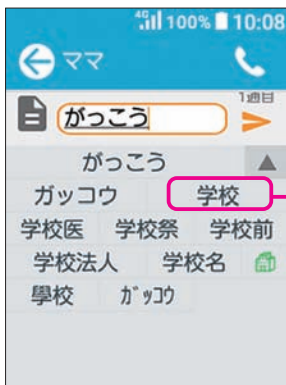 4G 100% 10:08
ママ
1通目
がっこう
がっこう
ガッコウ 学校
学校医 学校祭 学校前
学校法人 学校名
學校 ｶﾞｯｺｳ